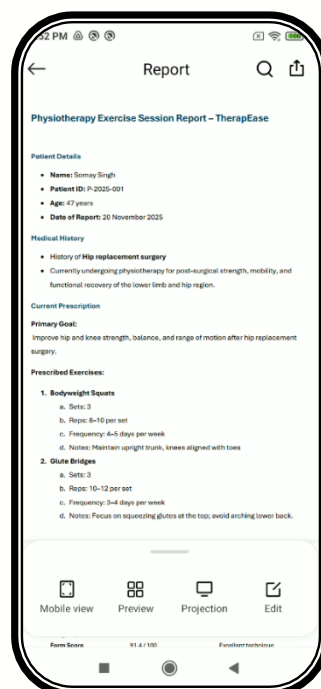 :52 PM
Report
Physiotherapy Exercise Session Report – TherapEase
Patient Details
• Name: Somay Singh
• Patient ID: P-2025-001
• Age: 47 years
• Date of Report: 20 November 2025
Medical History
• History of Hip replacement surgery
• Currently undergoing physiotherapy for post-surgical strength, mobility, and
functional recovery of the lower limb and hip region.
Current Prescription
Primary Goal:
Improve hip and knee strength, balance, and range of motion after hip replacement
surgery.
Prescribed Exercises:
1. Bodyweight Squats
a. Sets: 3
b. Reps: 8–10 per set
c. Frequency: 4–5 days per week
d. Notes: Maintain upright trunk, knees aligned with toes
2. Glute Bridges
a. Sets: 3
b. Reps: 10–12 per set
c. Frequency: 3–4 days per week
d. Notes: Focus on squeezing glutes at the top; avoid arching lower back.
Mobile view Preview Projection Edit
Form Score 91.4 / 100 Excellent technique